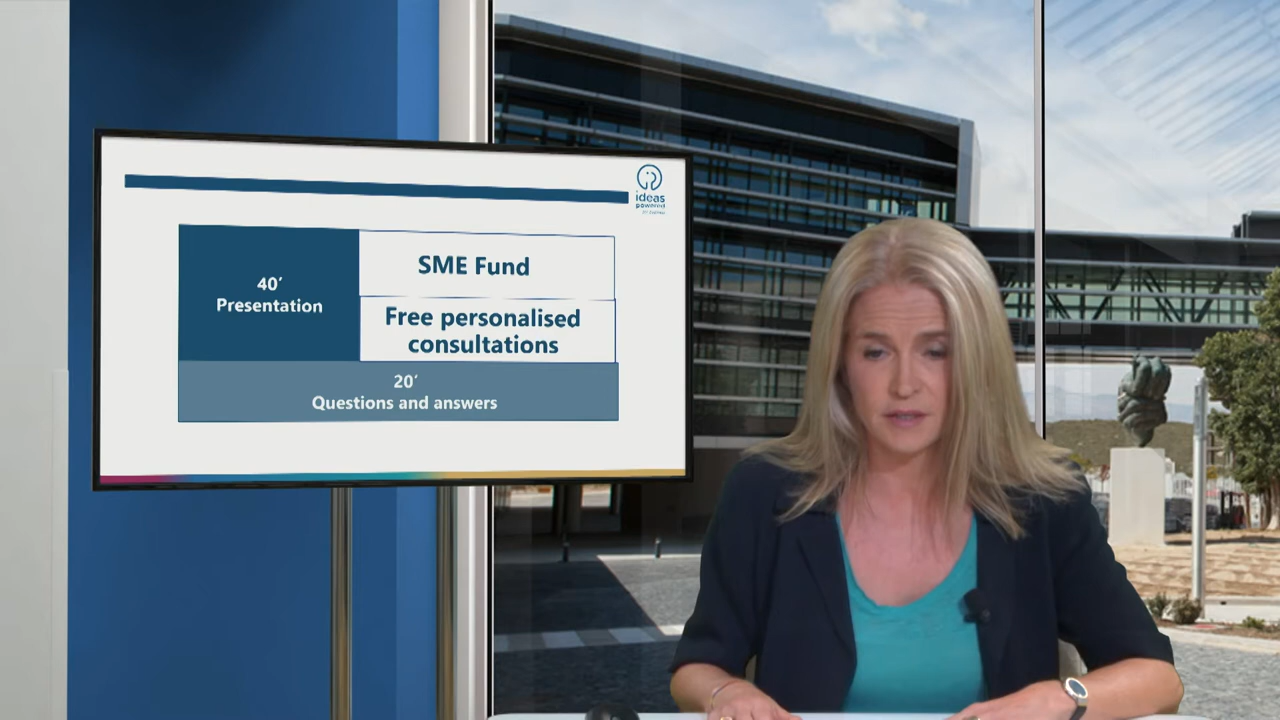 ideas
powered
40'
Presentation
SME Fund
Free personalised
consultations
20'
Questions and answers